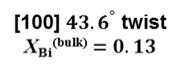 [100] 43.6° twist
X_Bi^(bulk) = 0.13